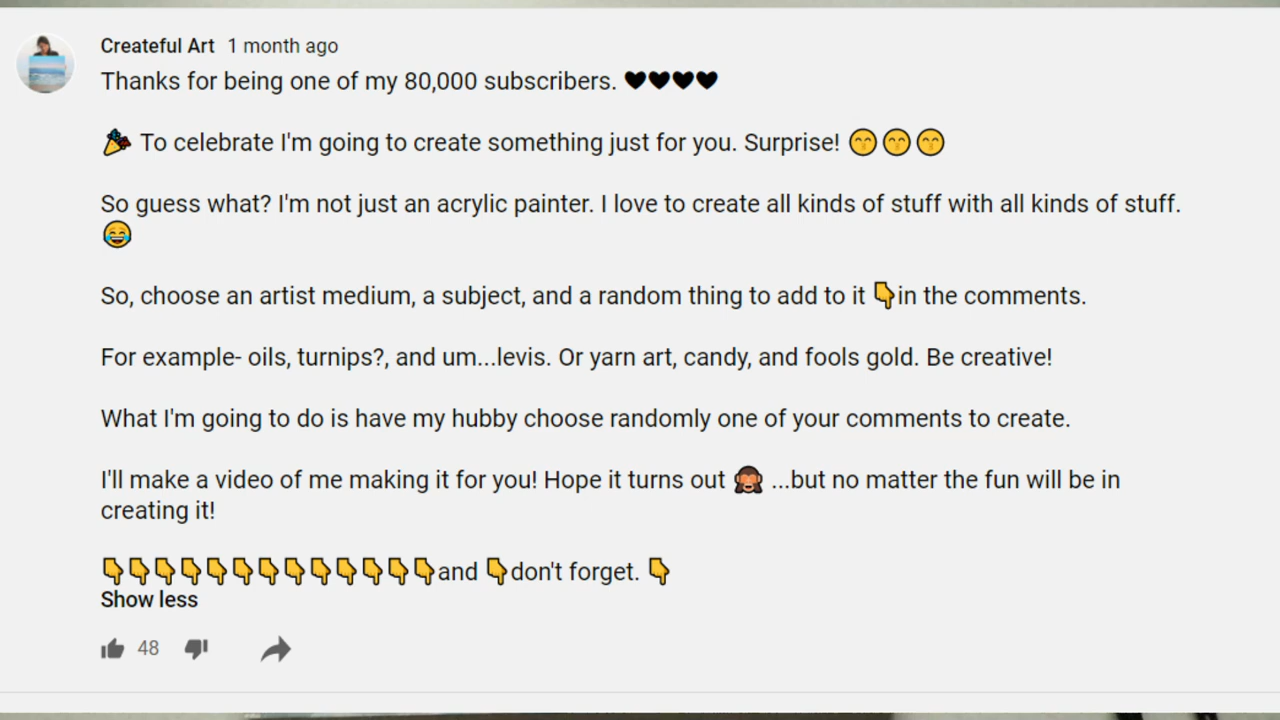 Createful Art 1 month ago
Thanks for being one of my 80,000 subscribers. 🖤🖤🖤🖤
🎉 To celebrate I'm going to create something just for you. Surprise! 😙😙😙
So guess what? I'm not just an acrylic painter. I love to create all kinds of stuff with all kinds of stuff.
😂
So, choose an artist medium, a subject, and a random thing to add to it 👇in the comments.
For example- oils, turnips?, and um...levis. Or yarn art, candy, and fools gold. Be creative!
What I'm going to do is have my hubby choose randomly one of your comments to create.
I'll make a video of me making it for you! Hope it turns out 🙈 ...but no matter the fun will be in
creating it!
👇👇👇👇👇👇👇👇👇👇👇👇👇and 👇don't forget. 👇
Show less
48